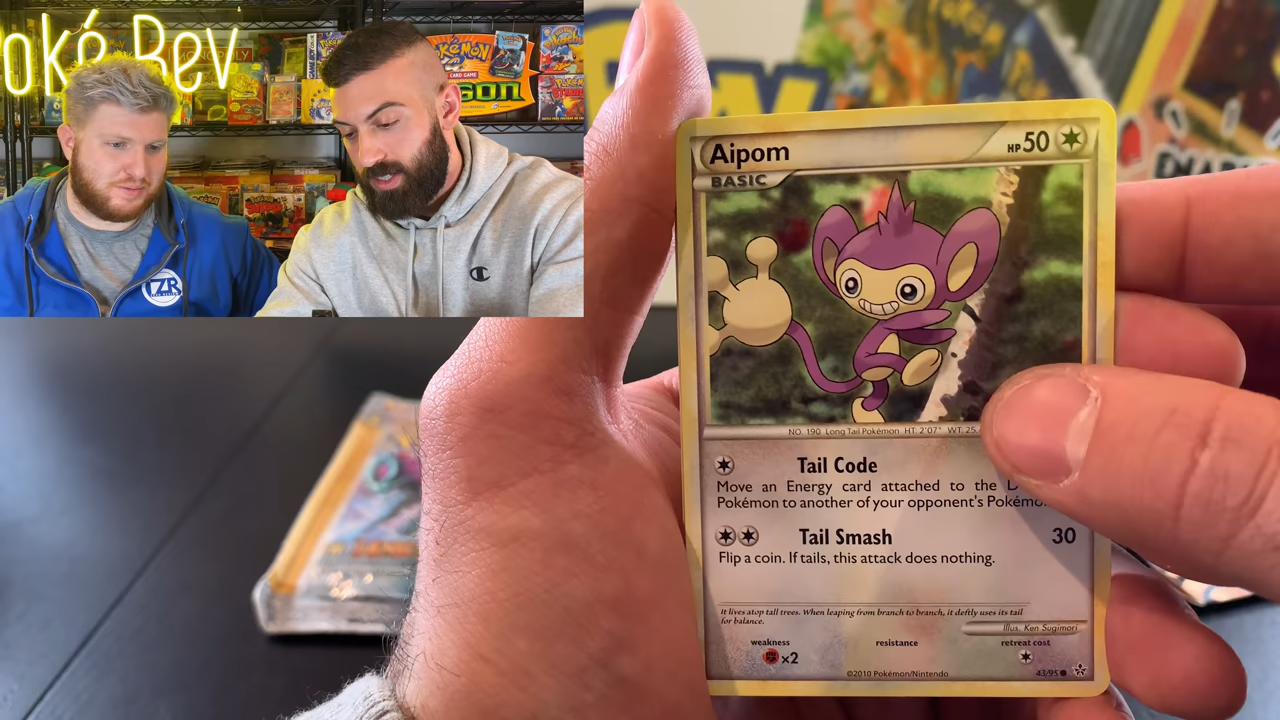 oké Rev
POKÉMON
CARD GAME
TZR
Aipom
HP 50
BASIC
NO. 190 Long Tail Pokémon HT: 2'07" WT: 25.
Tail Code
Move an Energy card attached to the D
Pokémon to another of your opponent's Pokémo
Tail Smash 30
Flip a coin. If tails, this attack does nothing.
It lives atop tall trees. When leaping from branch to branch, it deftly uses its tail
for balance.
Illus. Ken Sugimori
weakness resistance retreat cost
×2
©2010 Pokémon/Nintendo 43/95